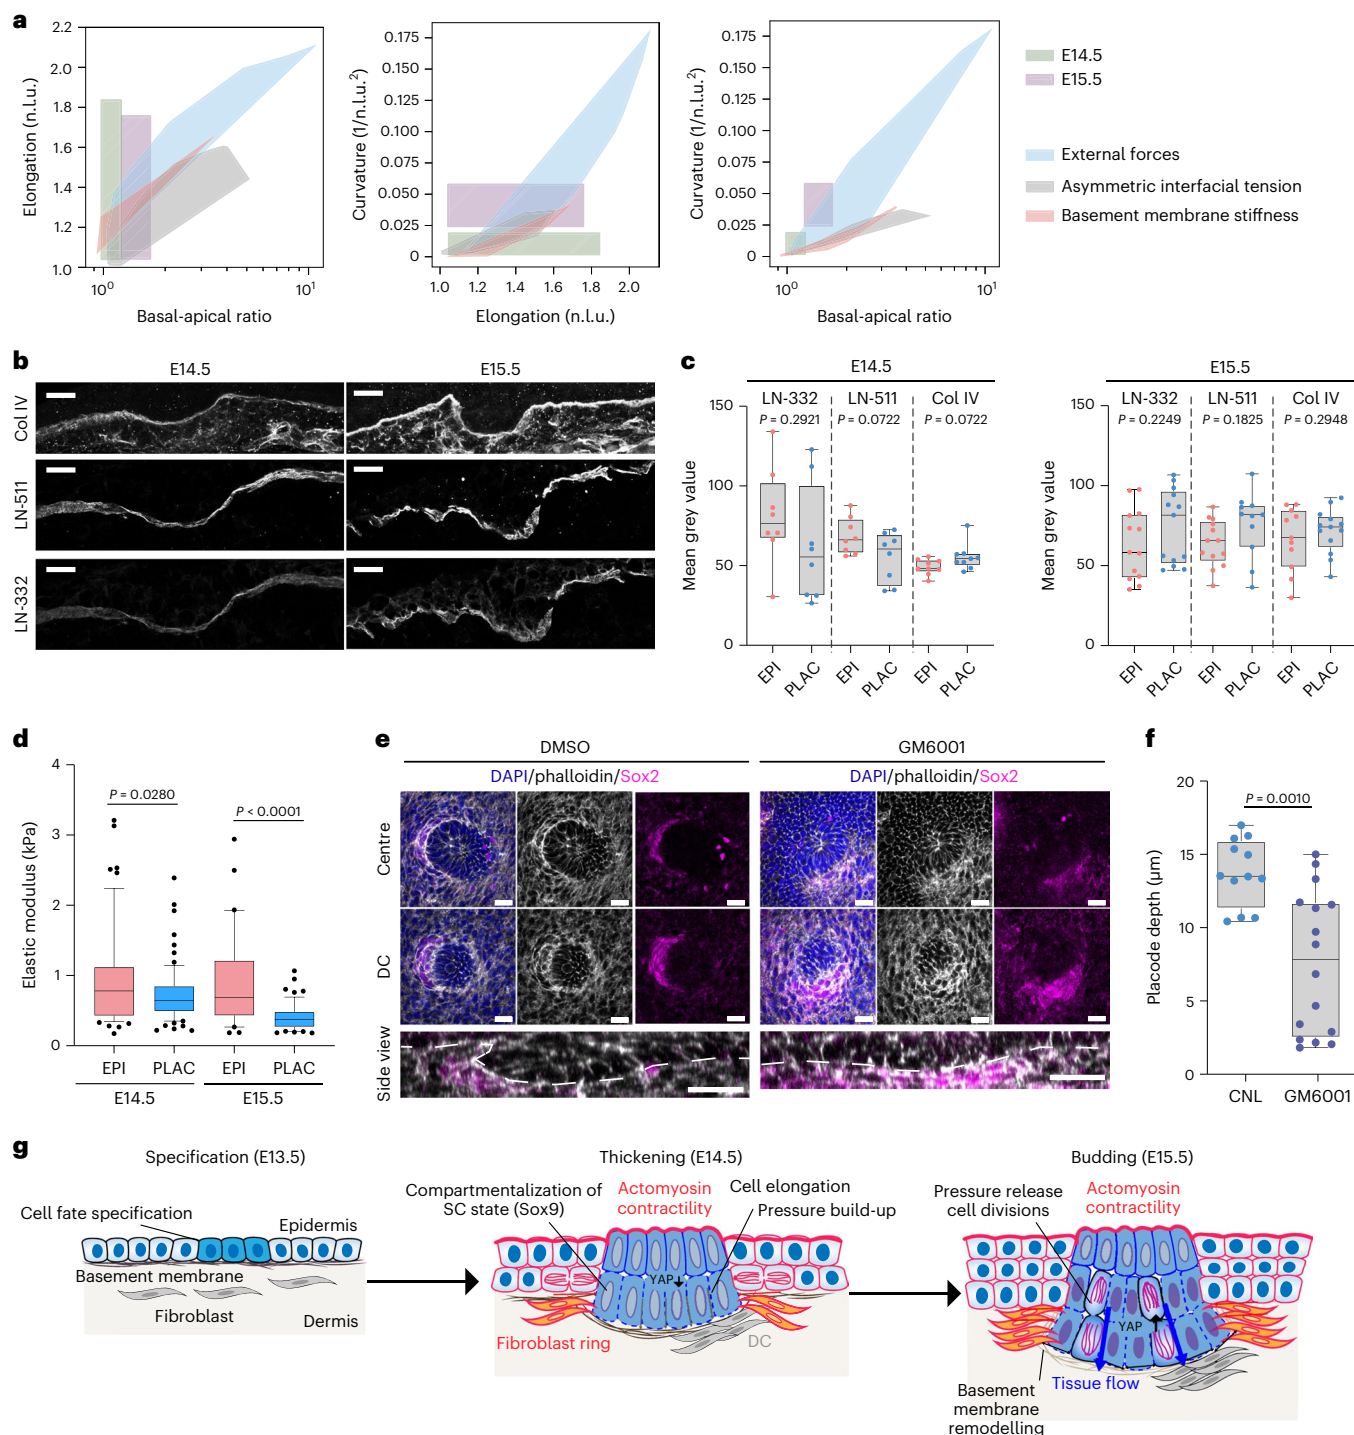 a
2.2
2.0
1.8
1.6
1.4
1.2
1.0
Elongation (n.l.u.)
10⁰
10¹
Basal-apical ratio
0.175
0.150
0.125
0.100
0.075
0.050
0.025
0
Curvature (1/n.l.u.²)
1.0
1.2
1.4
1.6
1.8
2.0
Elongation (n.l.u.)
0.175
0.150
0.125
0.100
0.075
0.050
0.025
0
Curvature (1/n.l.u.²)
10⁰
10¹
Basal-apical ratio
E14.5
E15.5
External forces
Asymmetric interfacial tension
Basement membrane stiffness
b
E14.5
E15.5
Col IV
LN-511
LN-332
c
E14.5
LN-332
LN-511
Col IV
P = 0.2921
P = 0.0722
P = 0.0722
150
100
50
0
Mean grey value
EPI
PLAC
EPI
PLAC
EPI
PLAC
E15.5
LN-332
LN-511
Col IV
P = 0.2249
P = 0.1825
P = 0.2948
150
100
50
0
Mean grey value
EPI
PLAC
EPI
PLAC
EPI
PLAC
d
4
3
2
1
0
Elastic modulus (kPa)
P = 0.0280
P < 0.0001
EPI
PLAC
EPI
PLAC
E14.5
E15.5
e
DMSO
GM6001
DAPI/phalloidin/Sox2
DAPI/phalloidin/Sox2
Centre
DC
Side view
f
20
15
10
5
0
Placode depth (µm)
P = 0.0010
CNL
GM6001
g
Specification (E13.5)
Cell fate specification
Epidermis
Basement membrane
Fibroblast
Dermis
Thickening (E14.5)
Compartmentalization of
SC state (Sox9)
Actomyosin
contractility
Cell elongation
Pressure build-up
YAP
Fibroblast ring
DC
Budding (E15.5)
Pressure release
cell divisions
Actomyosin
contractility
YAP
Tissue flow
Basement
membrane
remodelling